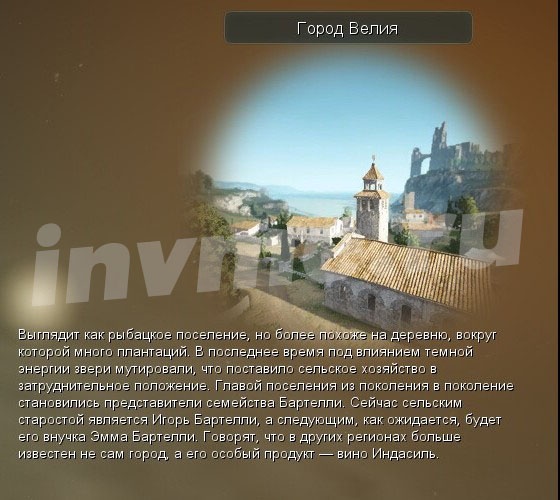 Город Велия
Выглядит как рыбацкое поселение, но более похоже на деревню, вокруг
которой много плантаций. В последнее время под влиянием темной
энергии звери мутировали, что поставило сельское хозяйство в
затруднительное положение. Главой поселения из поколения в поколение
становились представители семейства Бартелли. Сейчас сельским
старостой является Игорь Бартелли, а следующим, как ожидается, будет
его внучка Эмма Бартелли. Говорят, что в других регионах больше
известен не сам город, а его особый продукт — вино Индасиль.